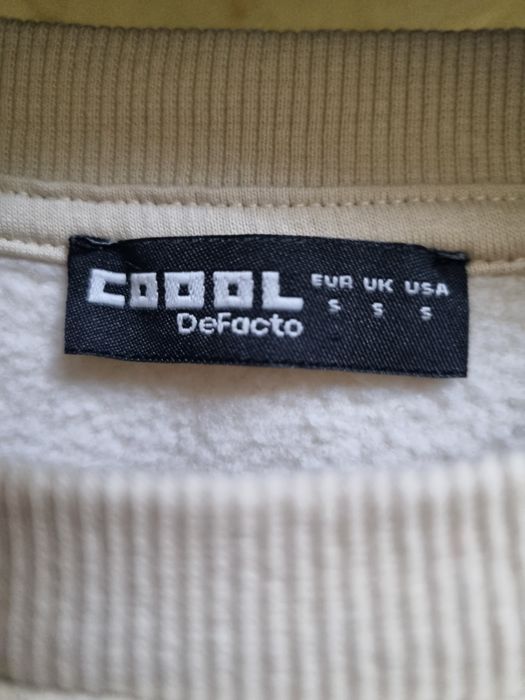 COOOL
DeFacto
EUR UK USA
S S S